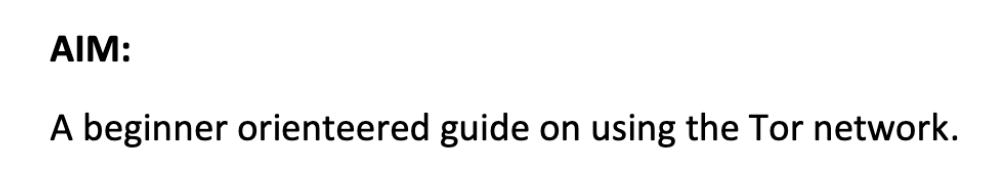 AIM:
A beginner orienteered guide on using the Tor network.